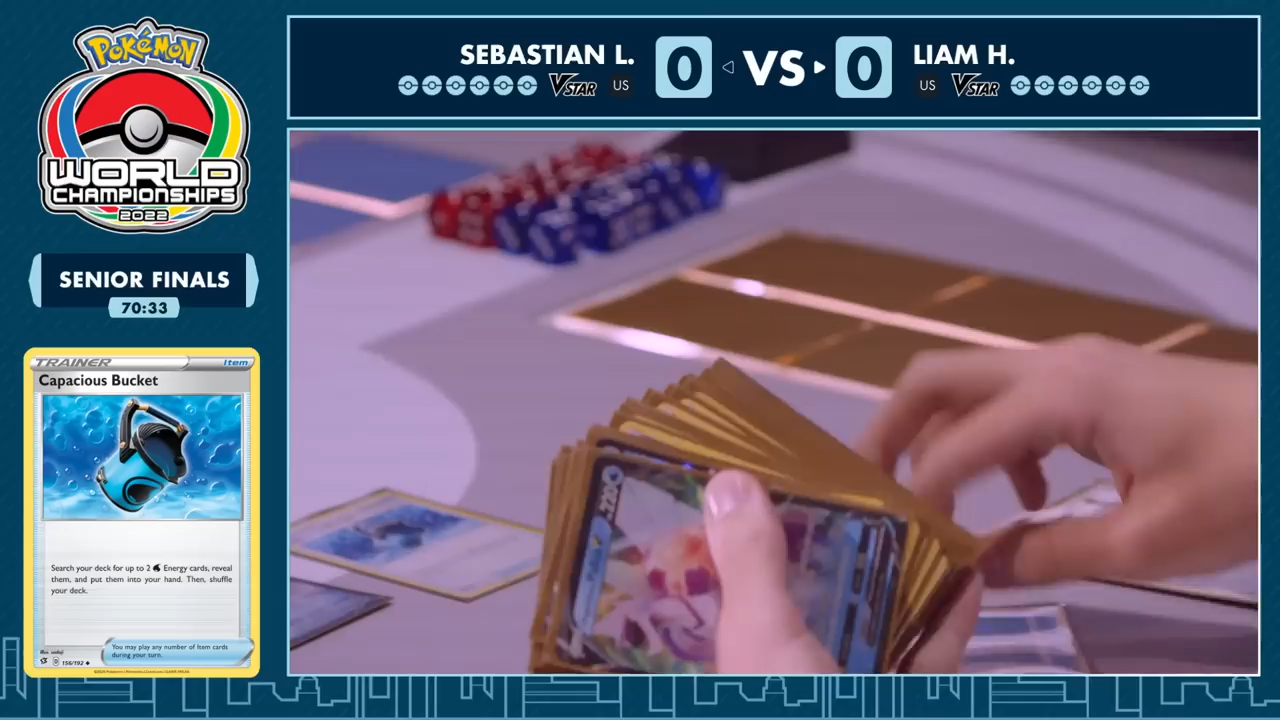 POKéMON
WORLD
CHAMPIONSHIPS
2022
SENIOR FINALS
70:33
SEBASTIAN L.
VSTAR
US
0
VS
0
LIAM H.
US
VSTAR
TRAINER
Item
Capacious Bucket
Search your deck for up to 2 Energy cards, reveal
them, and put them into your hand. Then, shuffle
your deck.
You may play any number of Item cards
during your turn.
156/192